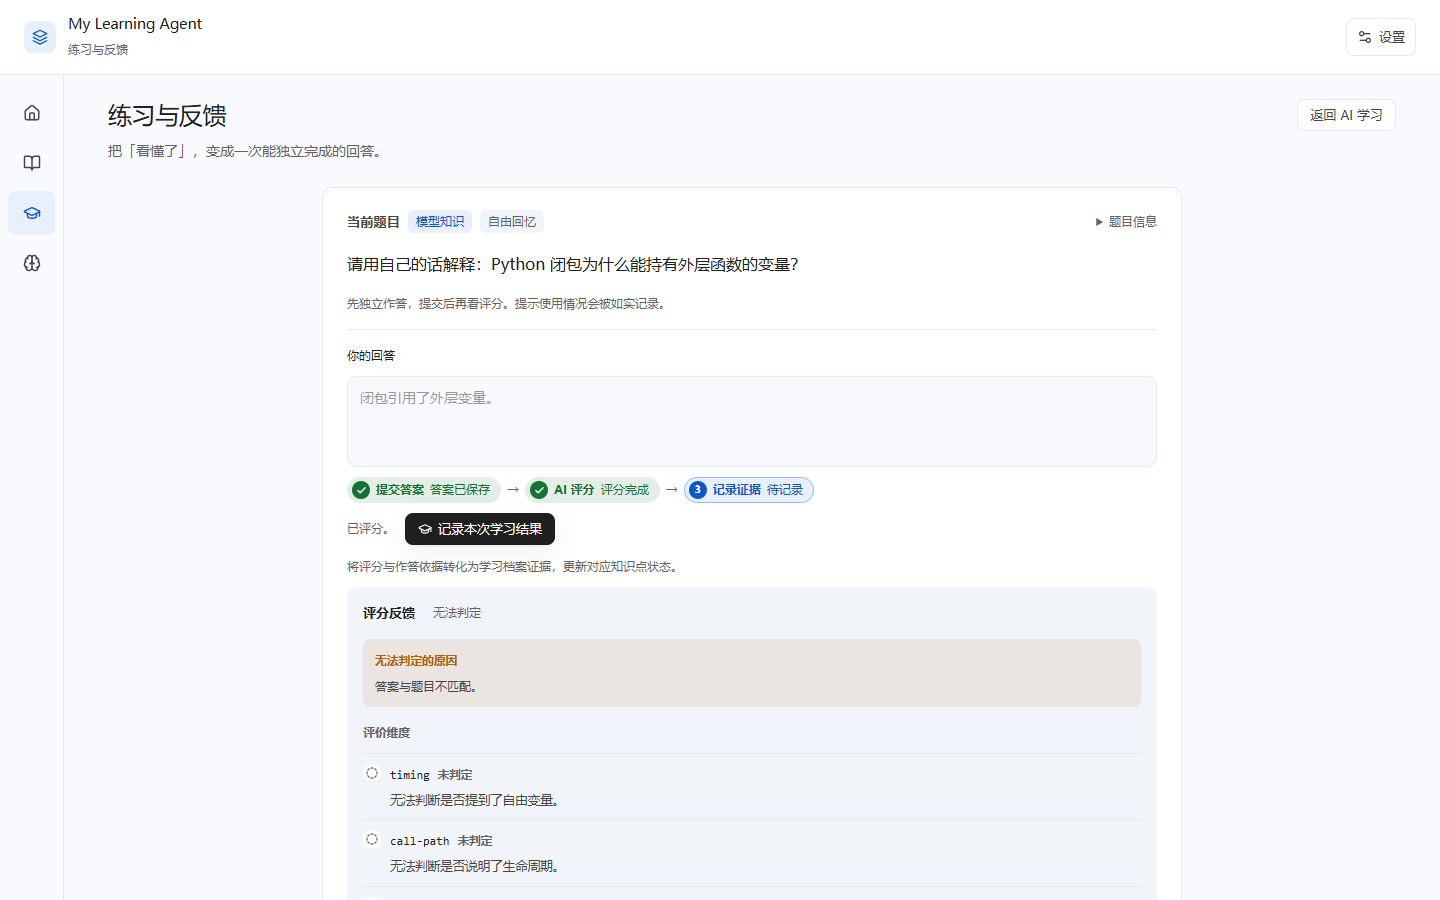 My Learning Agent
练习与反馈
设置
练习与反馈
返回 AI 学习
把「看懂了」，变成一次能独立完成的回答。
当前题目 模型知识 自由回忆
题目信息
请用自己的话解释：Python 闭包为什么能持有外层函数的变量？
先独立作答，提交后再看评分。提示使用情况会被如实记录。
你的回答
闭包引用了外层变量。
提交答案 答案已保存 → AI 评分 评分完成 → 3 记录证据 待记录
已评分。 记录本次学习结果
将评分与作答依据转化为学习档案证据，更新对应知识点状态。
评分反馈 无法判定
无法判定的原因
答案与题目不匹配。
评价维度
timing 未判定
无法判断是否提到了自由变量。
call-path 未判定
无法判断是否说明了生命周期。